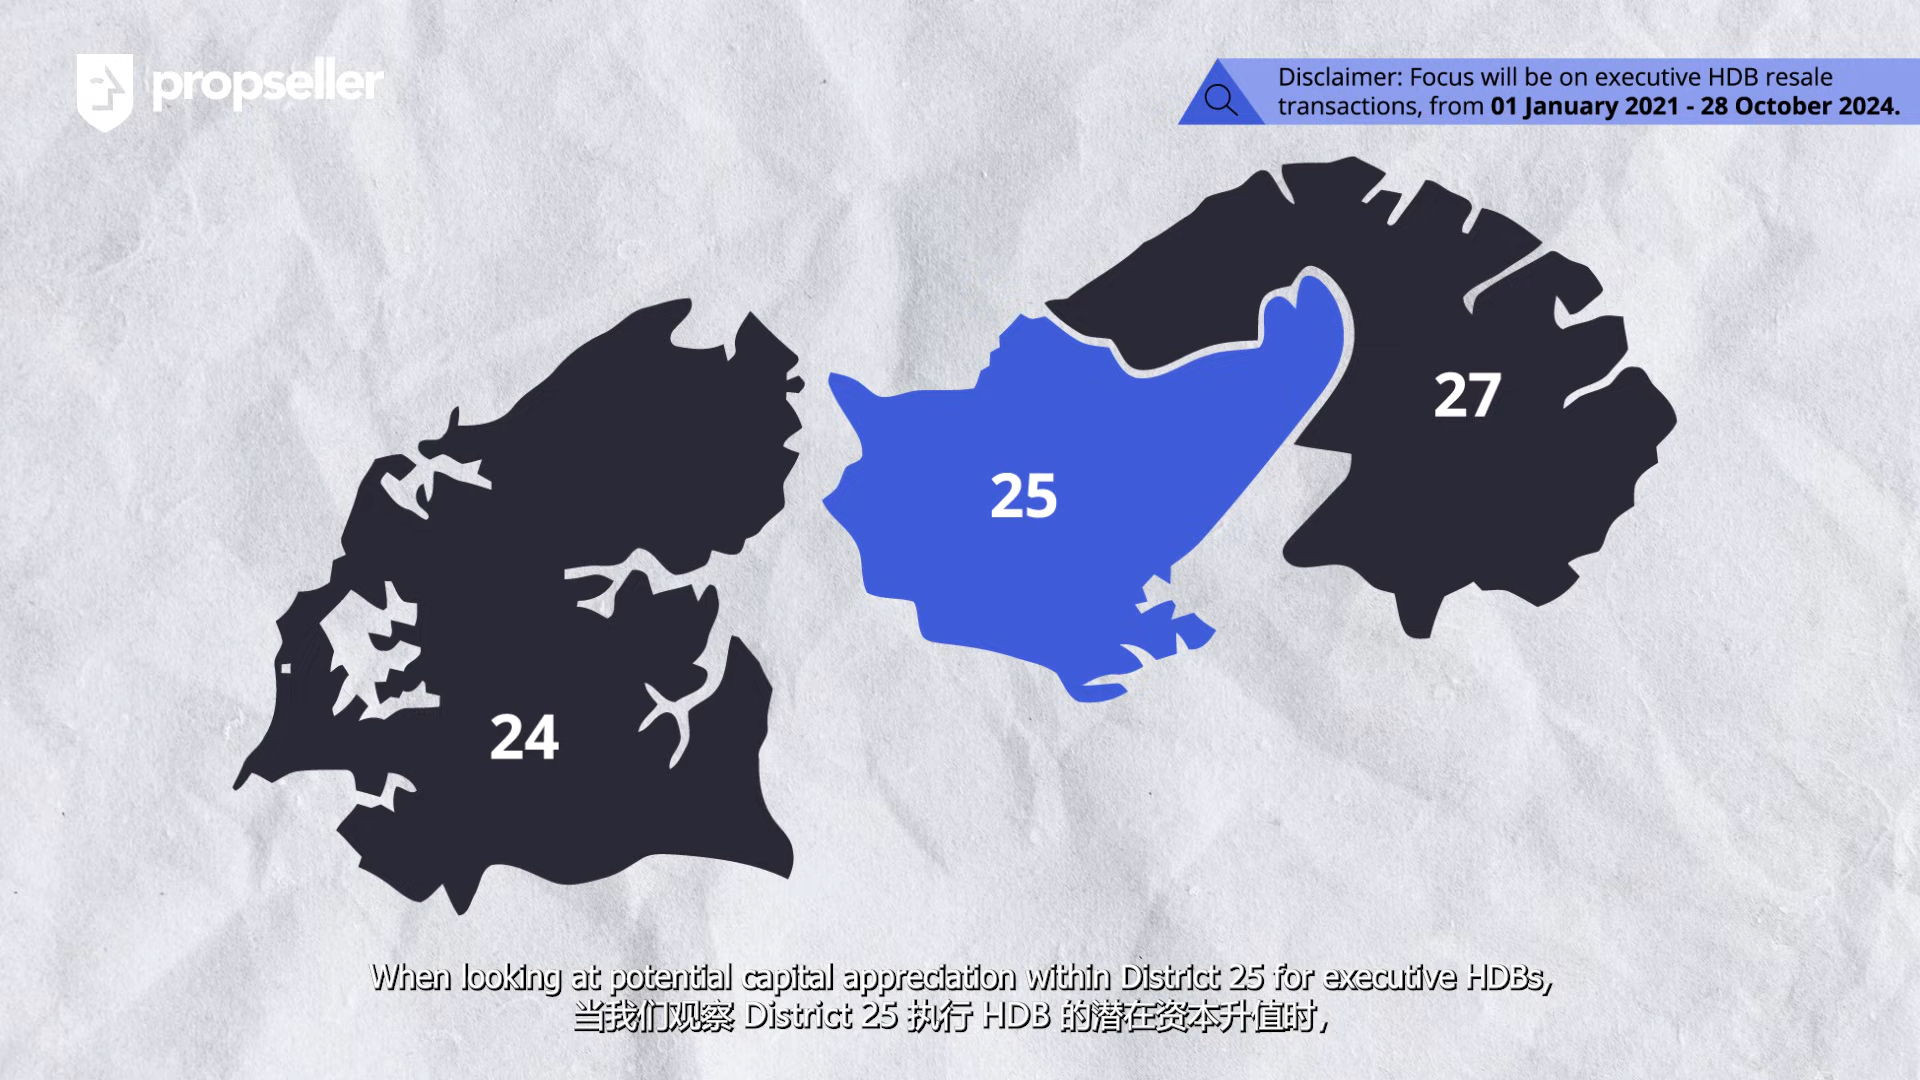 propseller
Disclaimer: Focus will be on executive HDB resale
transactions, from 01 January 2021 - 28 October 2024.
27
25
24
When looking at potential capital appreciation within District 25 for executive HDBs,
当我们观察 District 25 执行 HDB 的潜在资本升值时，